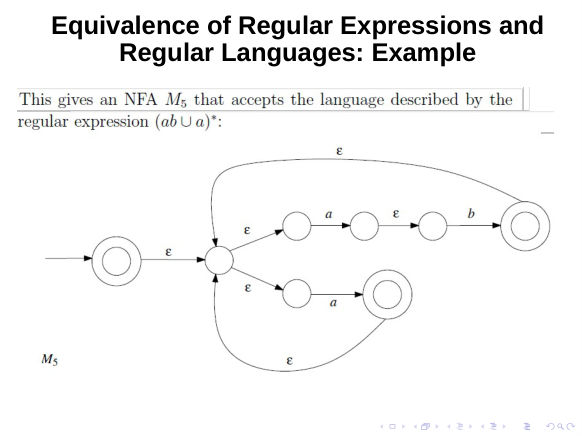 Equivalence of Regular Expressions and
Regular Languages: Example
This gives an NFA M₅ that accepts the language described by the
regular expression (ab ∪ a)*:
ε
a ε b
ε
ε
ε
a
M₅
ε